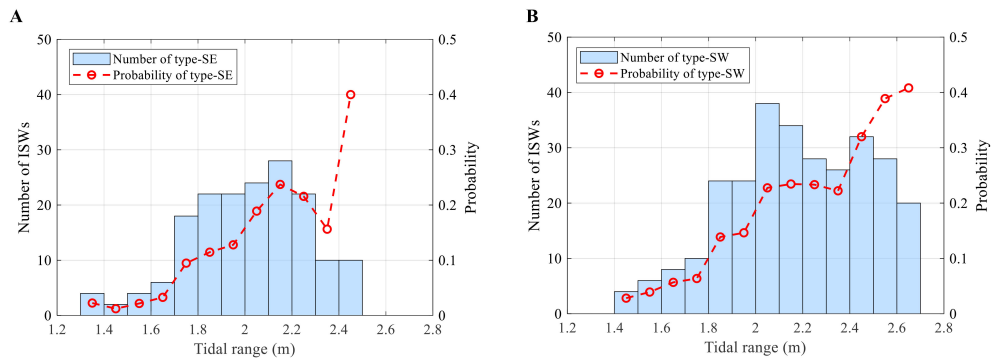 A
Number of type-SE
Probability of type-SE
50
40
30
20
10
0
0.5
0.4
0.3
0.2
0.1
0
1.2 1.4 1.6 1.8 2 2.2 2.4 2.6 2.8
Number of ISWs
Probability
Tidal range (m)
B
Number of type-SW
Probability of type-SW
50
40
30
20
10
0
0.5
0.4
0.3
0.2
0.1
0
1.2 1.4 1.6 1.8 2 2.2 2.4 2.6 2.8
Number of ISWs
Probability
Tidal range (m)